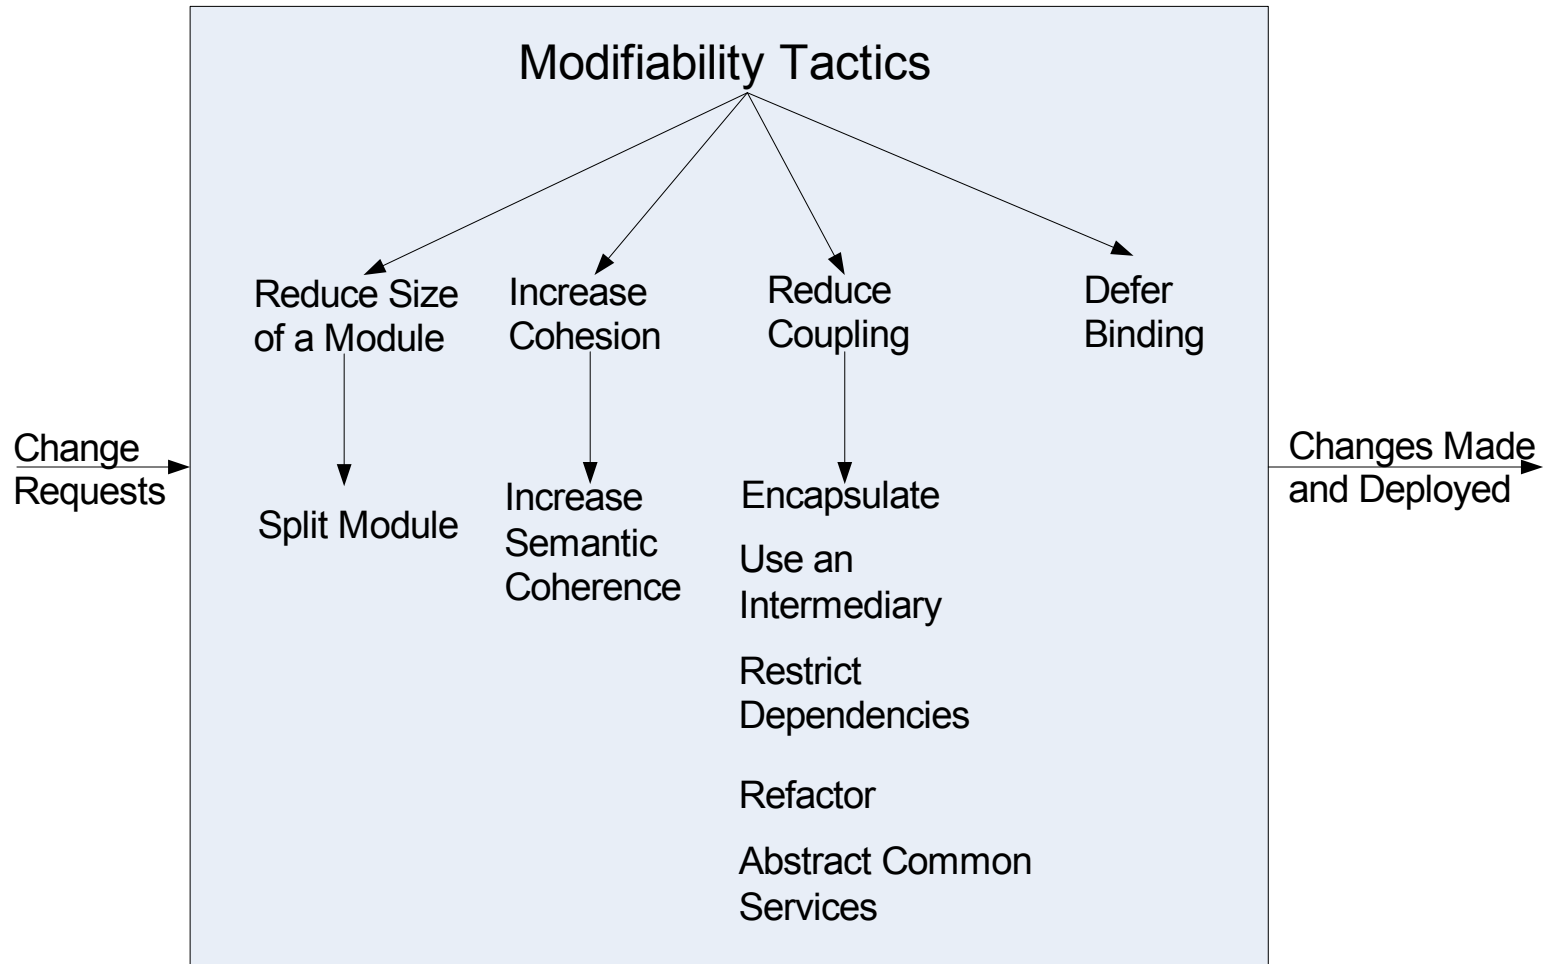 Modifiability Tactics
Reduce Size
of a Module
Increase
Cohesion
Reduce
Coupling
Defer
Binding
Change
Requests
Changes Made
and Deployed
Split Module
Increase
Semantic
Coherence
Encapsulate
Use an
Intermediary
Restrict
Dependencies
Refactor
Abstract Common
Services